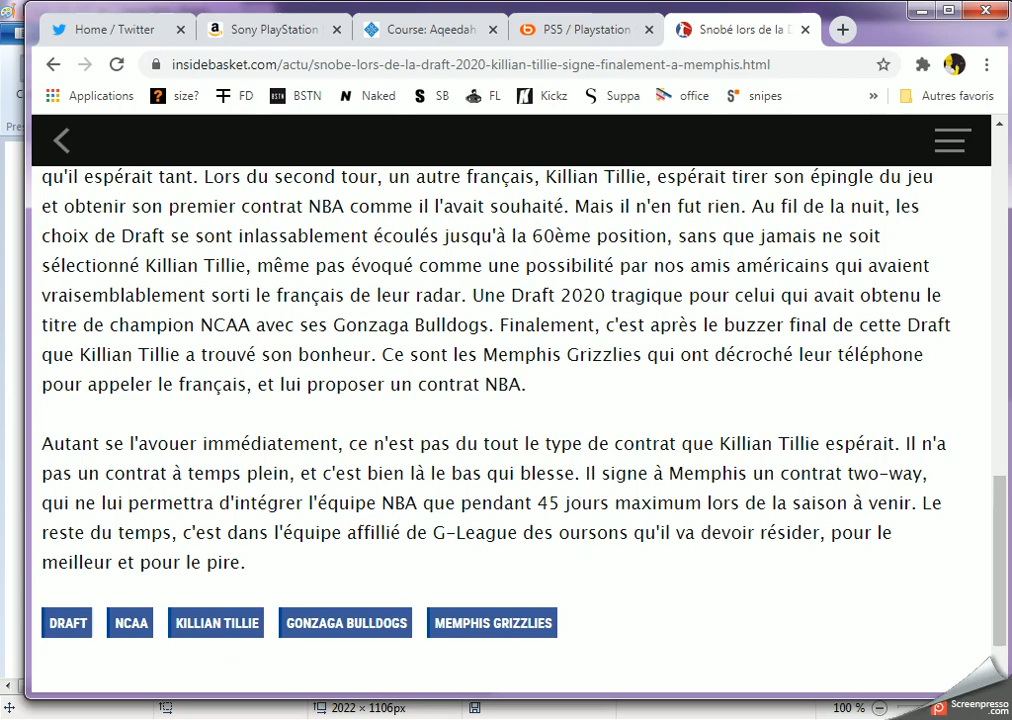 Home / Twitter
Sony PlayStation
Course: Aqeedah
PS5 / Playstation
Snobé lors de la D
insidebasket.com/actu/snobe-lors-de-la-draft-2020-killian-tillie-signe-finalement-a-memphis.html
Applications
? size?
FD
BSTN BSTN
N Naked
S SB
FL
Kickz
S Suppa
office
S snipes
»
Autres favoris
Pres
qu'il espérait tant. Lors du second tour, un autre français, Killian Tillie, espérait tirer son épingle du jeu
et obtenir son premier contrat NBA comme il l'avait souhaité. Mais il n'en fut rien. Au fil de la nuit, les
choix de Draft se sont inlassablement écoulés jusqu'à la 60ème position, sans que jamais ne soit
sélectionné Killian Tillie, même pas évoqué comme une possibilité par nos amis américains qui avaient
vraisemblablement sorti le français de leur radar. Une Draft 2020 tragique pour celui qui avait obtenu le
titre de champion NCAA avec ses Gonzaga Bulldogs. Finalement, c'est après le buzzer final de cette Draft
que Killian Tillie a trouvé son bonheur. Ce sont les Memphis Grizzlies qui ont décroché leur téléphone
pour appeler le français, et lui proposer un contrat NBA.
Autant se l'avouer immédiatement, ce n'est pas du tout le type de contrat que Killian Tillie espérait. Il n'a
pas un contrat à temps plein, et c'est bien là le bas qui blesse. Il signe à Memphis un contrat two-way,
qui ne lui permettra d'intégrer l'équipe NBA que pendant 45 jours maximum lors de la saison à venir. Le
reste du temps, c'est dans l'équipe affillié de G-League des oursons qu'il va devoir résider, pour le
meilleur et pour le pire.
DRAFT
NCAA
KILLIAN TILLIE
GONZAGA BULLDOGS
MEMPHIS GRIZZLIES
2022 × 1106px
100 %
Screenpresso
.com